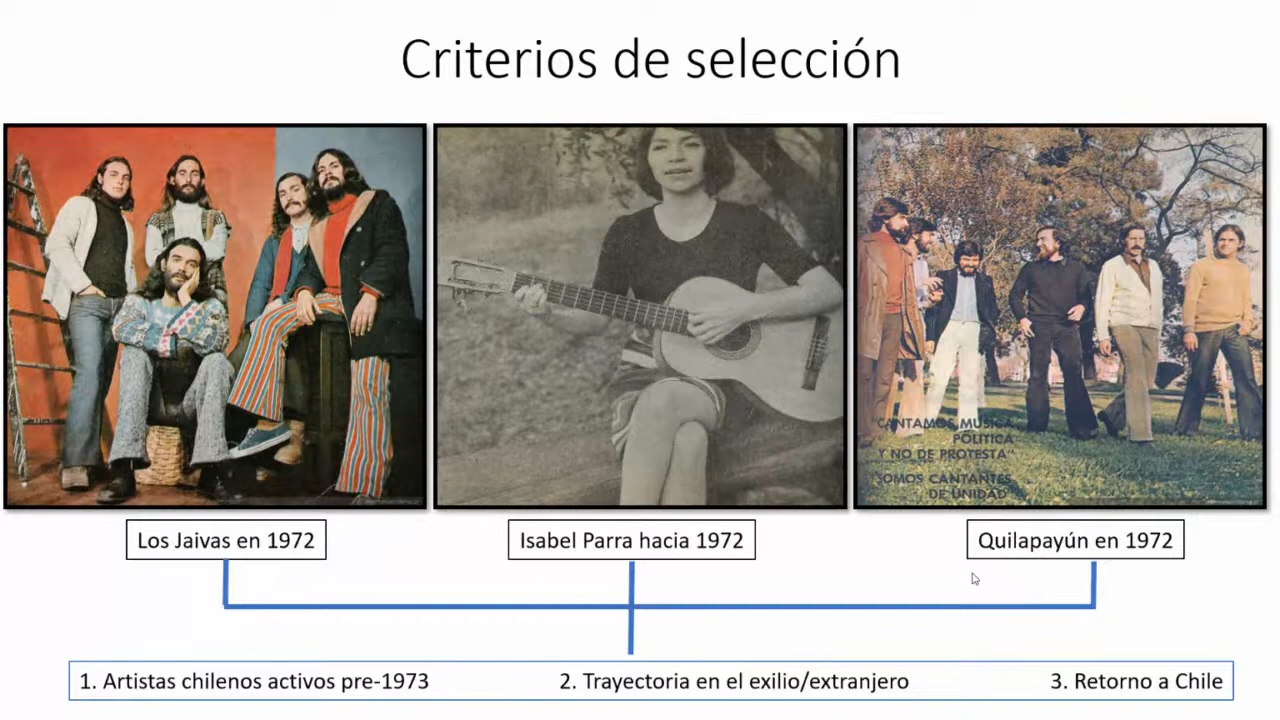 Criterios de selección
"CANTAMOS MUSICA
POLITICA
Y NO DE PROTESTA"
"SOMOS CANTANTES
DE UNIDAD"
Los Jaivas en 1972
Isabel Parra hacia 1972
Quilapayún en 1972
1. Artistas chilenos activos pre-1973
2. Trayectoria en el exilio/extranjero
3. Retorno a Chile